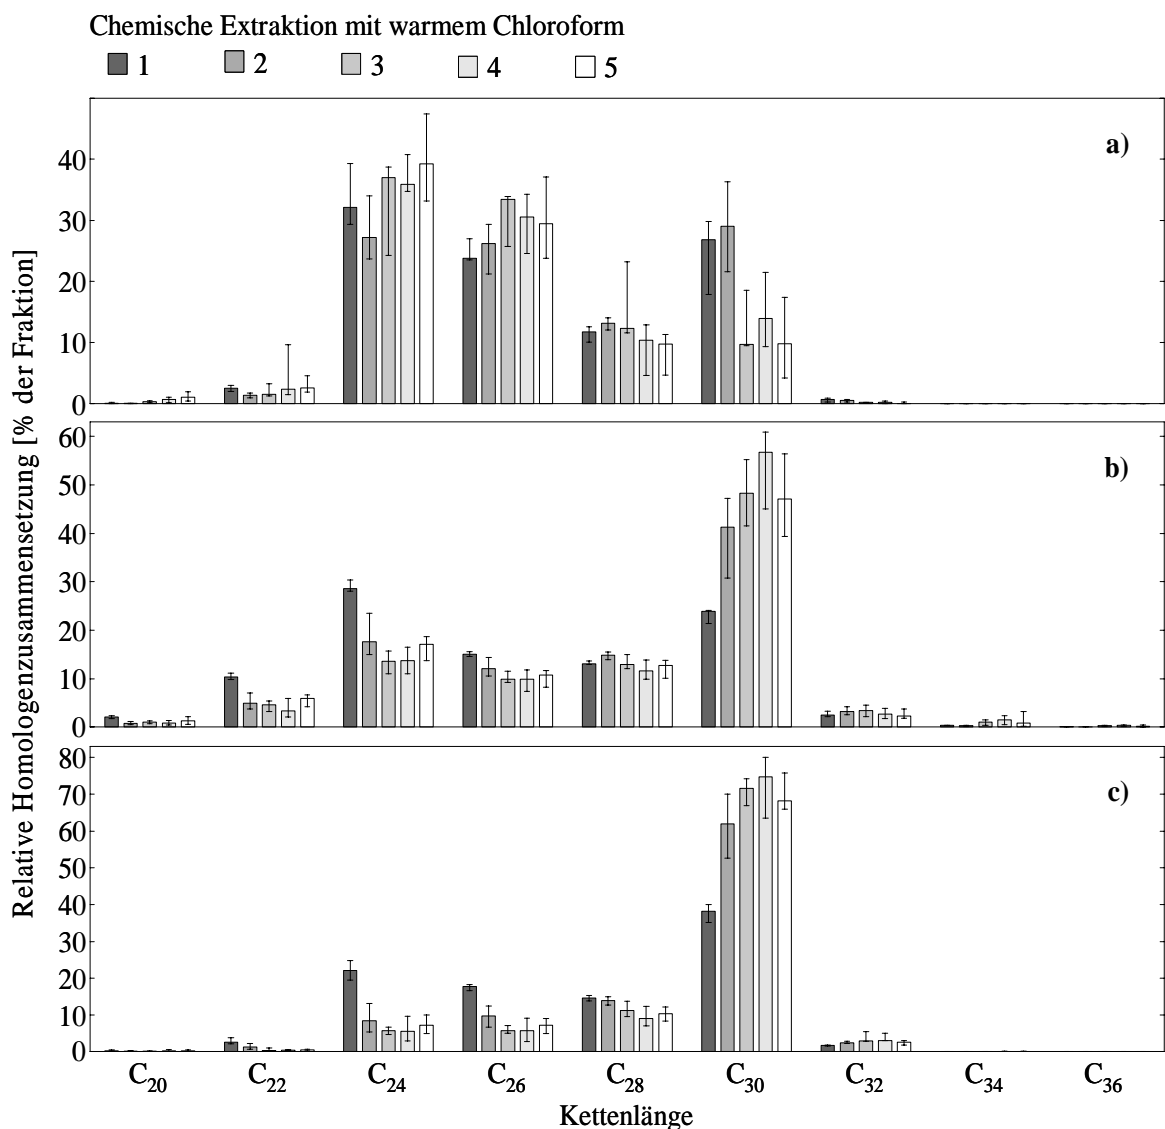 Chemische Extraktion mit warmem Chloroform
1 2 3 4 5
Relative Homologenzusammensetzung [% der Fraktion]
a)
40
30
20
10
0
b)
60
50
40
30
20
10
0
c)
80
70
60
50
40
30
20
10
0
C20 C22 C24 C26 C28 C30 C32 C34 C36
Kettenlänge